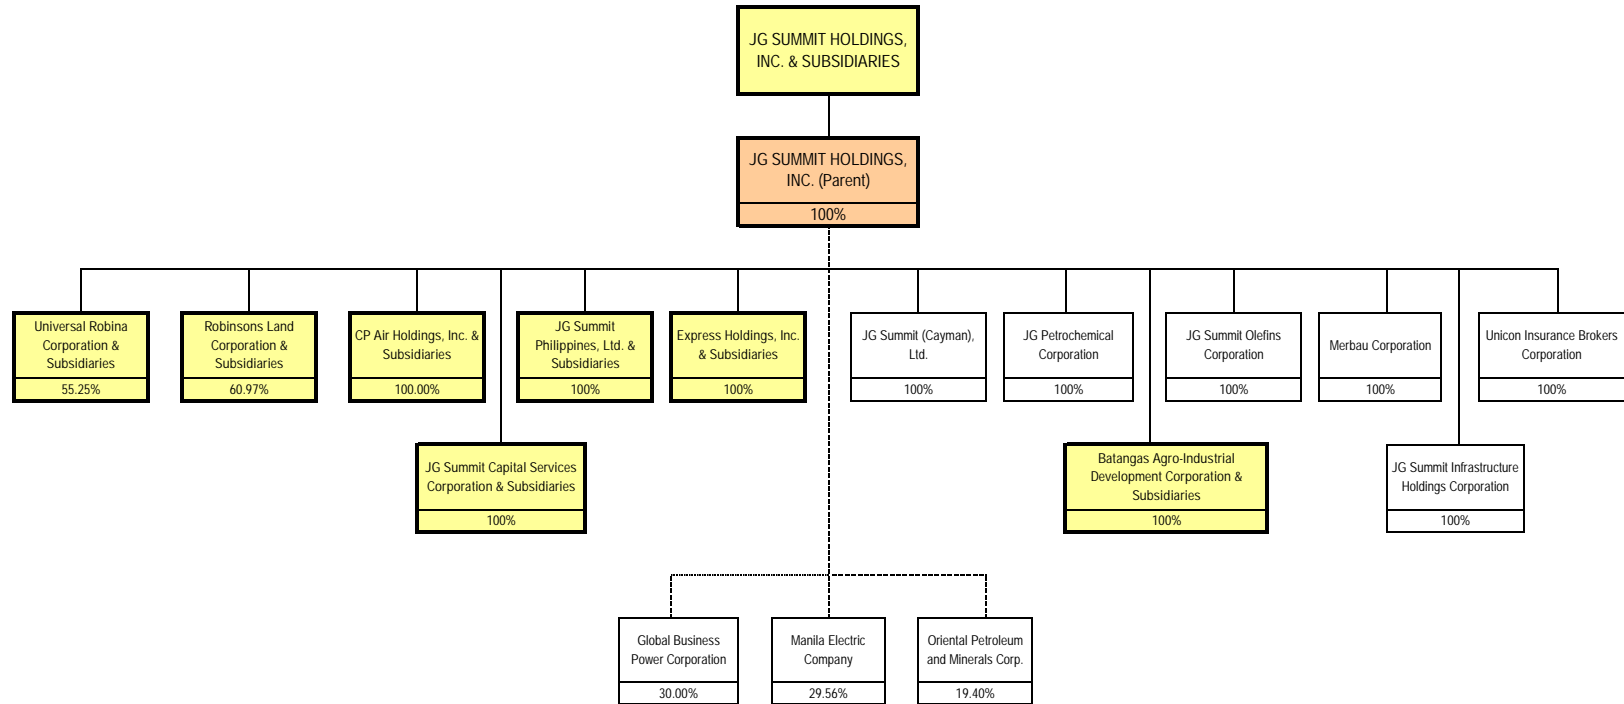 JG SUMMIT HOLDINGS,
INC. & SUBSIDIARIES
JG SUMMIT HOLDINGS,
INC. (Parent)
100%
Universal Robina
Corporation &
Subsidiaries
55.25%
Robinsons Land
Corporation &
Subsidiaries
60.97%
CP Air Holdings, Inc. &
Subsidiaries
100.00%
JG Summit
Philippines, Ltd. &
Subsidiaries
100%
Express Holdings, Inc.
& Subsidiaries
100%
JG Summit (Cayman),
Ltd.
100%
JG Petrochemical
Corporation
100%
JG Summit Olefins
Corporation
100%
Merbau Corporation
100%
Unicon Insurance Brokers
Corporation
100%
JG Summit Capital Services
Corporation & Subsidiaries
100%
Batangas Agro-Industrial
Development Corporation &
Subsidiaries
100%
JG Summit Infrastructure
Holdings Corporation
100%
Global Business
Power Corporation
30.00%
Manila Electric
Company
29.56%
Oriental Petroleum
and Minerals Corp.
19.40%